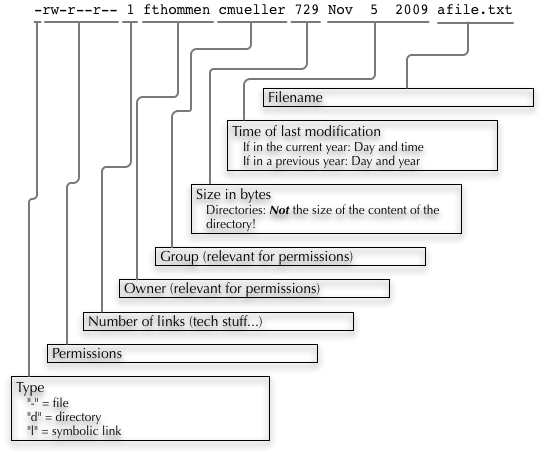 -rw-r--r-- 1 fthommen cmueller 729 Nov 5 2009 afile.txt
Filename
Time of last modification
If in the current year: Day and time
If in a previous year: Day and year
Size in bytes
Directories: Not the size of the content of the
directory!
Group (relevant for permissions)
Owner (relevant for permissions)
Number of links (tech stuff...)
Permissions
Type
"-" = file
"d" = directory
"l" = symbolic link